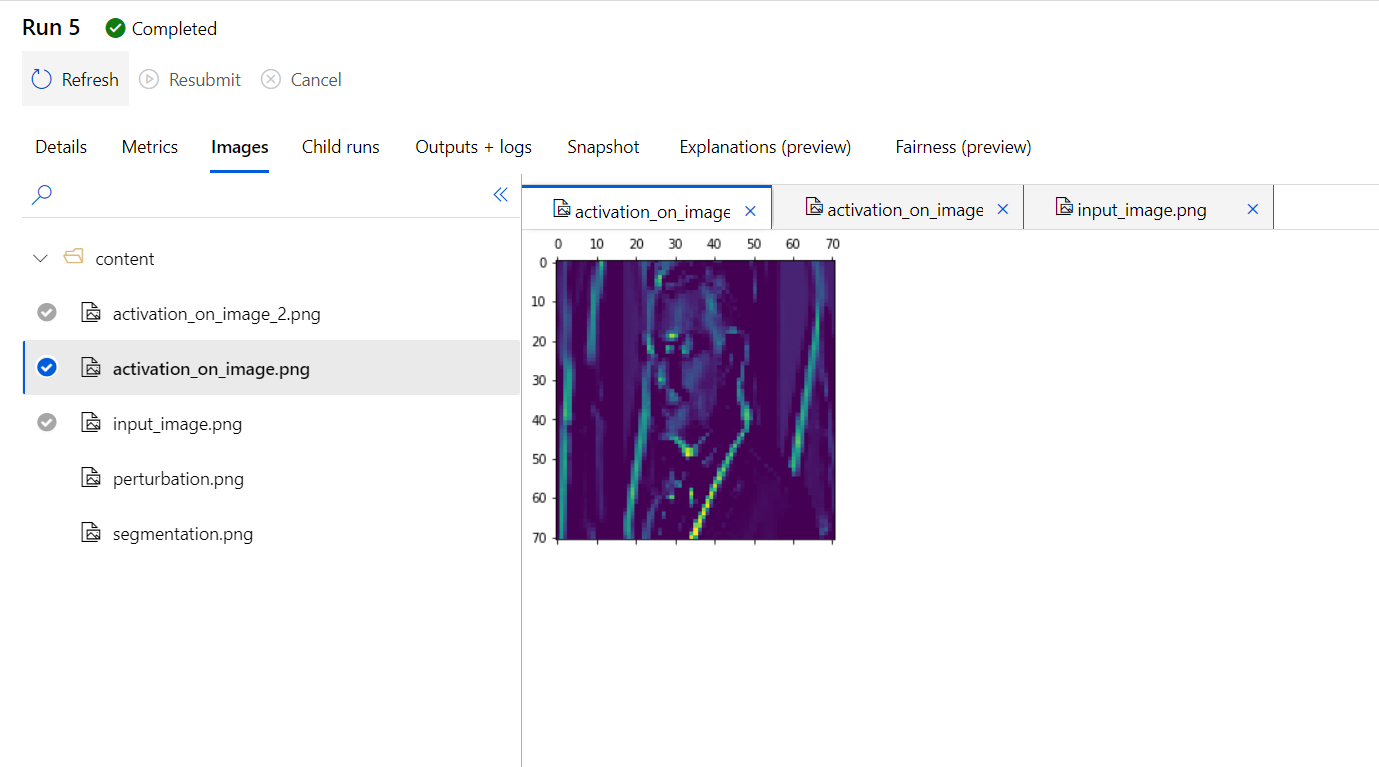 Run 5 Completed
Refresh Resubmit Cancel
Details Metrics Images Child runs Outputs + logs Snapshot Explanations (preview) Fairness (preview)
content
activation_on_image_2.png
activation_on_image.png
input_image.png
perturbation.png
segmentation.png
activation_on_image activation_on_image input_image.png
0 10 20 30 40 50 60 70
0
10
20
30
40
50
60
70